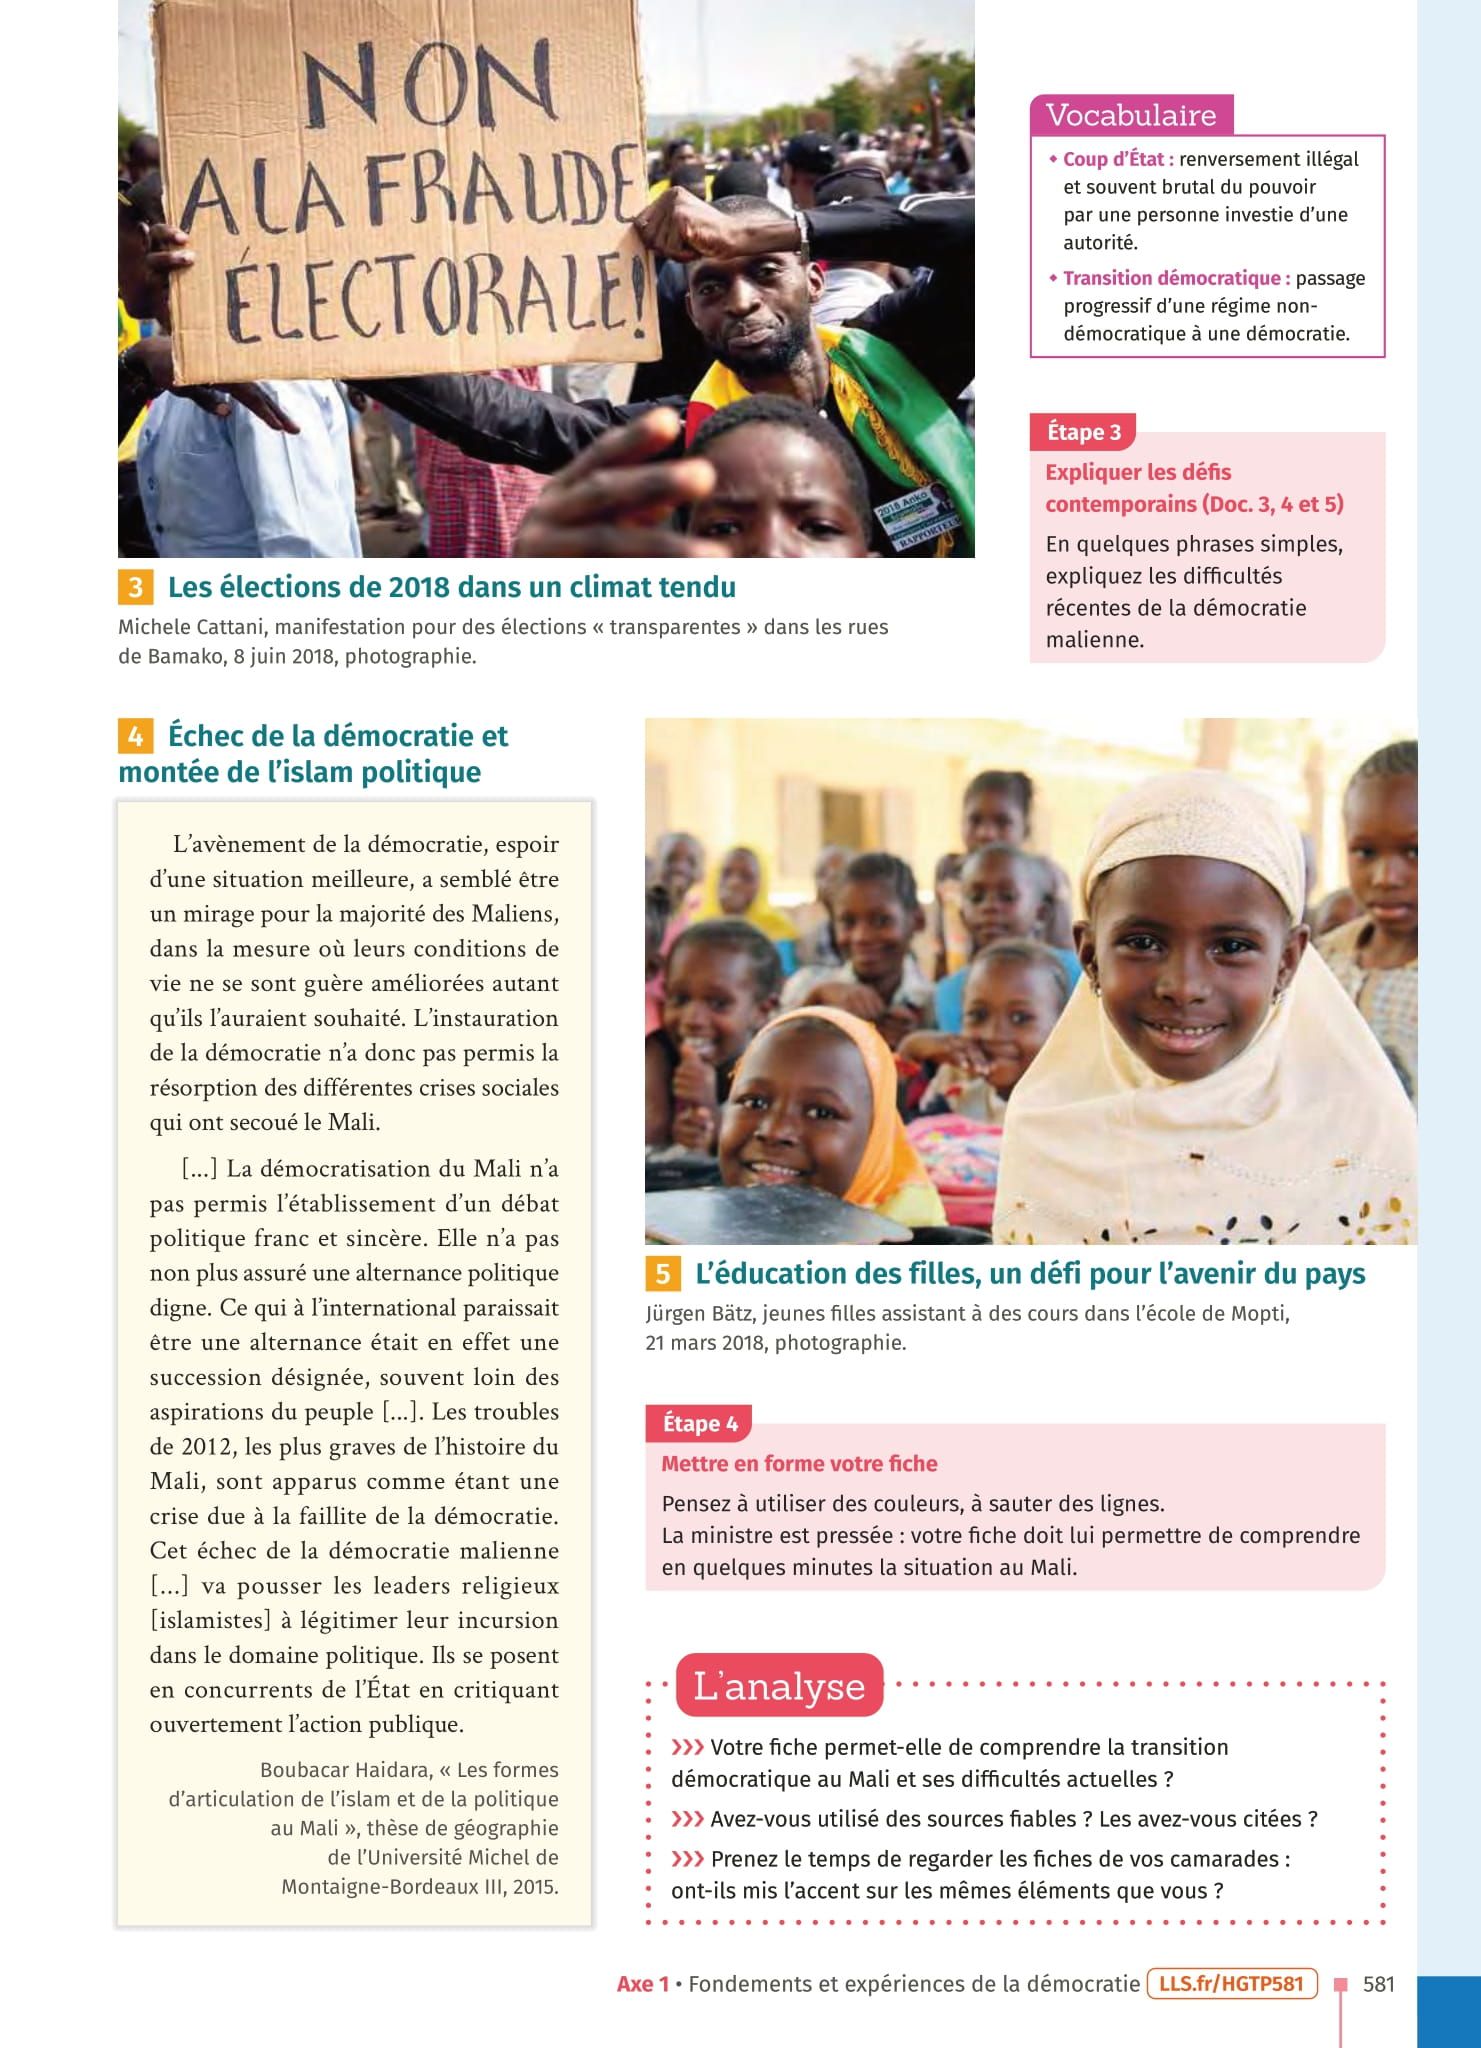 NON
A LA FRAUDE
ÉLECTORALE!
2018 Anko
RAPPORTEUR
3 Les élections de 2018 dans un climat tendu
Michele Cattani, manifestation pour des élections « transparentes » dans les rues
de Bamako, 8 juin 2018, photographie.
Vocabulaire
• Coup d’État : renversement illégal
et souvent brutal du pouvoir
par une personne investie d’une
autorité.
• Transition démocratique : passage
progressif d’une régime non-
démocratique à une démocratie.
Étape 3
Expliquer les défis
contemporains (Doc. 3, 4 et 5)
En quelques phrases simples,
expliquez les difficultés
récentes de la démocratie
malienne.
4 Échec de la démocratie et
montée de l’islam politique
L’avènement de la démocratie, espoir
d’une situation meilleure, a semblé être
un mirage pour la majorité des Maliens,
dans la mesure où leurs conditions de
vie ne se sont guère améliorées autant
qu’ils l’auraient souhaité. L’instauration
de la démocratie n’a donc pas permis la
résorption des différentes crises sociales
qui ont secoué le Mali.
[...] La démocratisation du Mali n’a
pas permis l’établissement d’un débat
politique franc et sincère. Elle n’a pas
non plus assuré une alternance politique
digne. Ce qui à l’international paraissait
être une alternance était en effet une
succession désignée, souvent loin des
aspirations du peuple [...]. Les troubles
de 2012, les plus graves de l’histoire du
Mali, sont apparus comme étant une
crise due à la faillite de la démocratie.
Cet échec de la démocratie malienne
[...] va pousser les leaders religieux
[islamistes] à légitimer leur incursion
dans le domaine politique. Ils se posent
en concurrents de l’État en critiquant
ouvertement l’action publique.
Boubacar Haidara, « Les formes
d’articulation de l’islam et de la politique
au Mali », thèse de géographie
de l’Université Michel de
Montaigne-Bordeaux III, 2015.
5 L’éducation des filles, un défi pour l’avenir du pays
Jürgen Bätz, jeunes filles assistant à des cours dans l’école de Mopti,
21 mars 2018, photographie.
Étape 4
Mettre en forme votre fiche
Pensez à utiliser des couleurs, à sauter des lignes.
La ministre est pressée : votre fiche doit lui permettre de comprendre
en quelques minutes la situation au Mali.
L’analyse
››› Votre fiche permet-elle de comprendre la transition
démocratique au Mali et ses difficultés actuelles ?
››› Avez-vous utilisé des sources fiables ? Les avez-vous citées ?
››› Prenez le temps de regarder les fiches de vos camarades :
ont-ils mis l’accent sur les mêmes éléments que vous ?
Axe 1 • Fondements et expériences de la démocratie LLS.fr/HGTP581 581